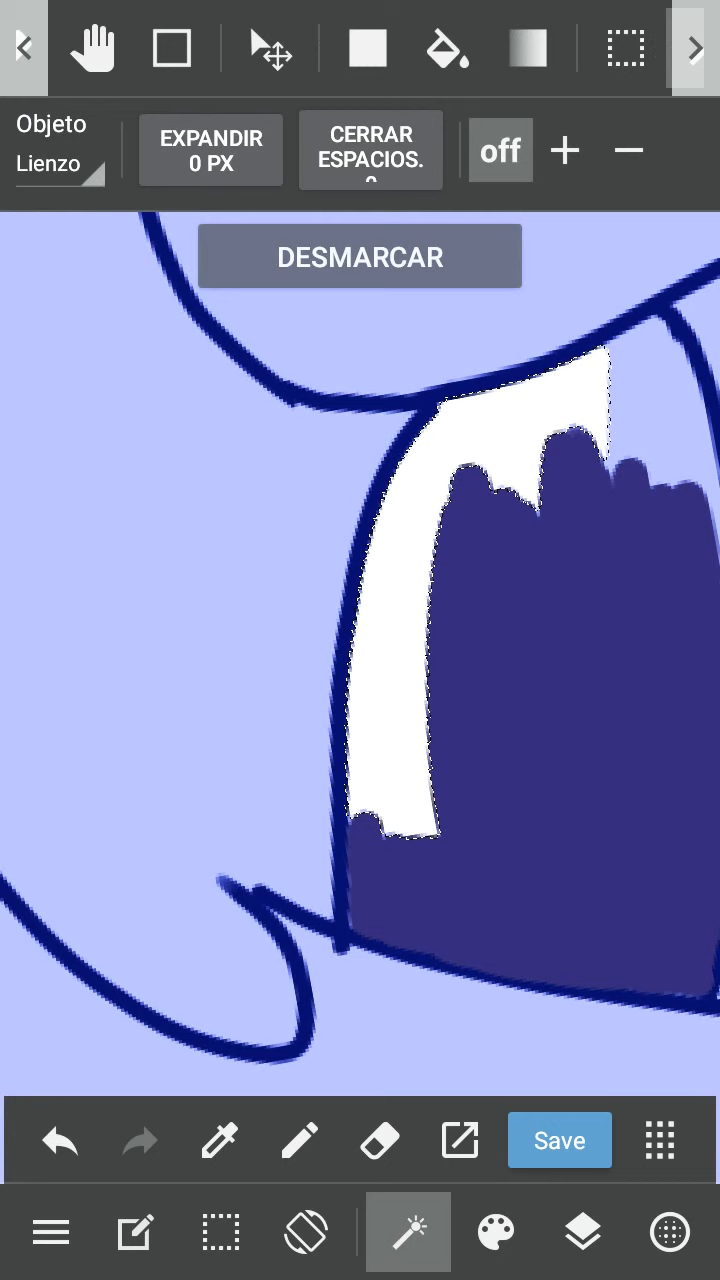 Objeto
Lienzo
EXPANDIR
0 PX
CERRAR
ESPACIOS.
off
DESMARCAR
Save